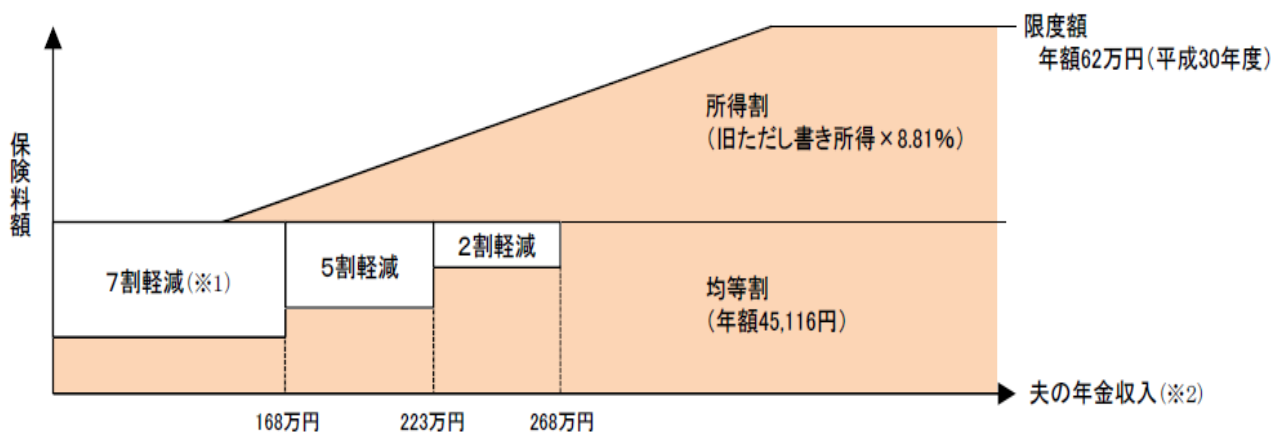 限度額
年額62万円(平成30年度)
保険料額
所得割
(旧ただし書き所得×8.81%)
7割軽減(※1)
5割軽減
2割軽減
均等割
(年額45,116円)
夫の年金収入(※2)
168万円
223万円
268万円